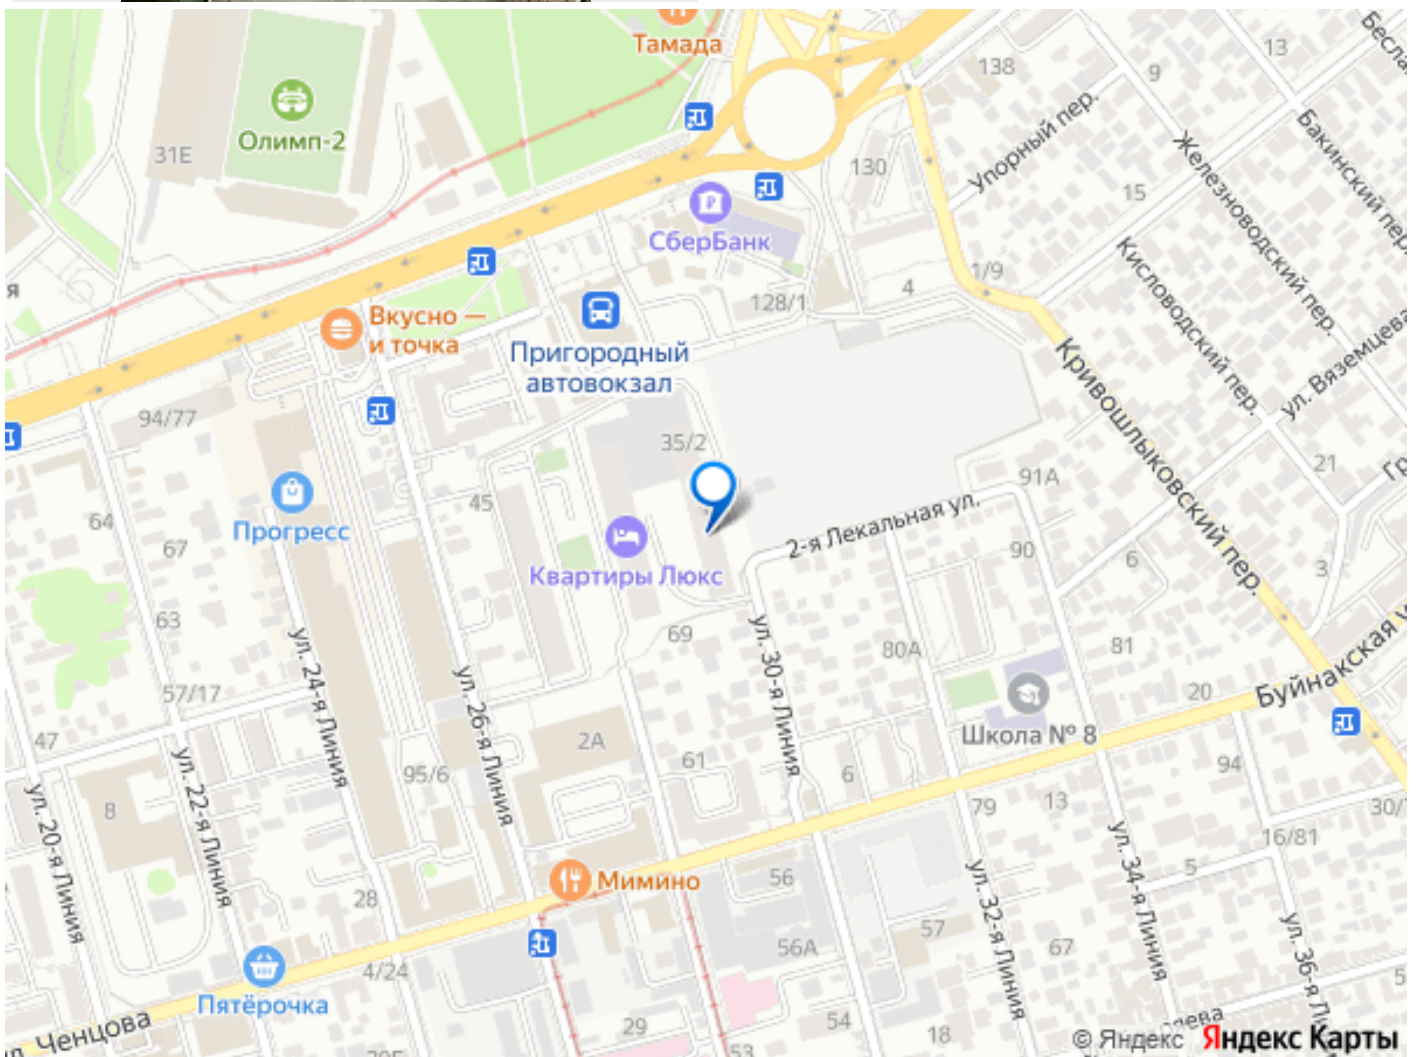 Тамада
138
13
9
Бесла
Олимп-2
31Е
Упорный пер.
Железноводский пер.
Бакинский пер.
130
15
СберБанк
Кисловодский пер.
1/9
4
я
128/1
Вкусно —
и точка
Пригородный
автовокзал
ул. Вяземцева
Кривошлыковский пер.
94/77
35/2
21
Гр
91А
45
Прогресс
64
67
2-я Лекальная ул.
90
6
3
Квартиры Люкс
63
69
80А
81
ул. 24-я Линия
ул. 26-я Линия
ул. 30-я Линия
57/17
20
Буйнакская у
Школа № 8
47
2А
61
6
95/6
94
8
79
13
30/
ул. 20-я Линия
ул. 22-я Линия
16/81
5
Мимино
56
28
ул. 32-я Линия
ул. 34-я Линия
ул. 36-я Ли
57
56А
67
4/24
Пятёрочка
5
Ченцова
29
54
18
53
ева
© Яндекс Яндекс Карты